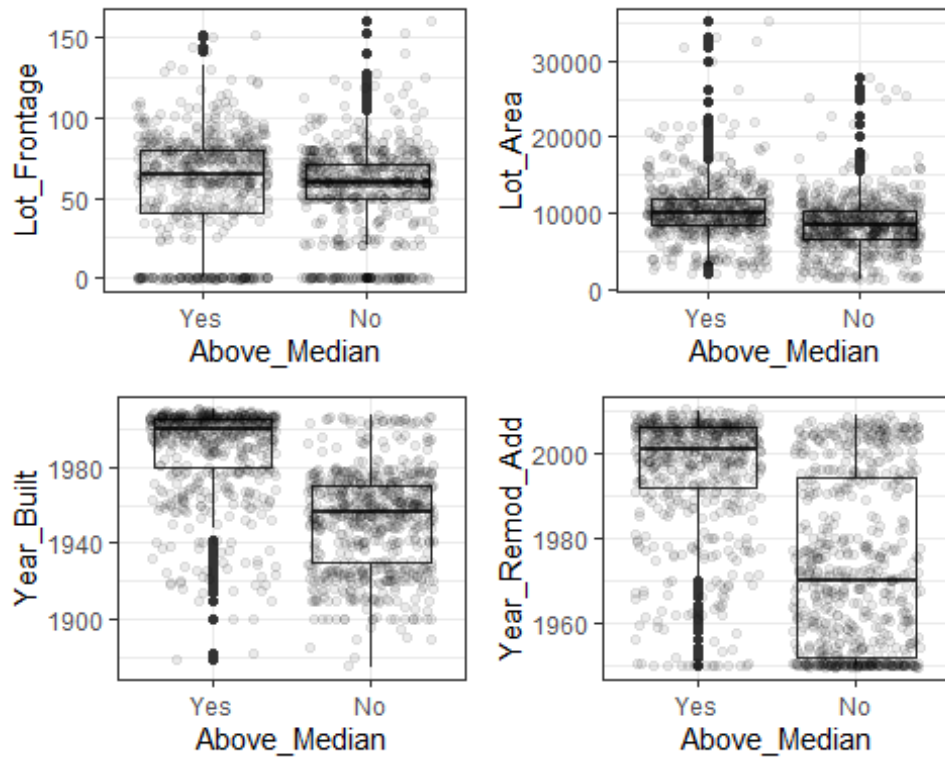 Lot_Frontage
150
100
50
0
Yes No
Above_Median
Lot_Area
30000
20000
10000
0
Yes No
Above_Median
Year_Built
1980
1940
1900
Yes No
Above_Median
Year_Remod_Add
2000
1980
1960
Yes No
Above_Median